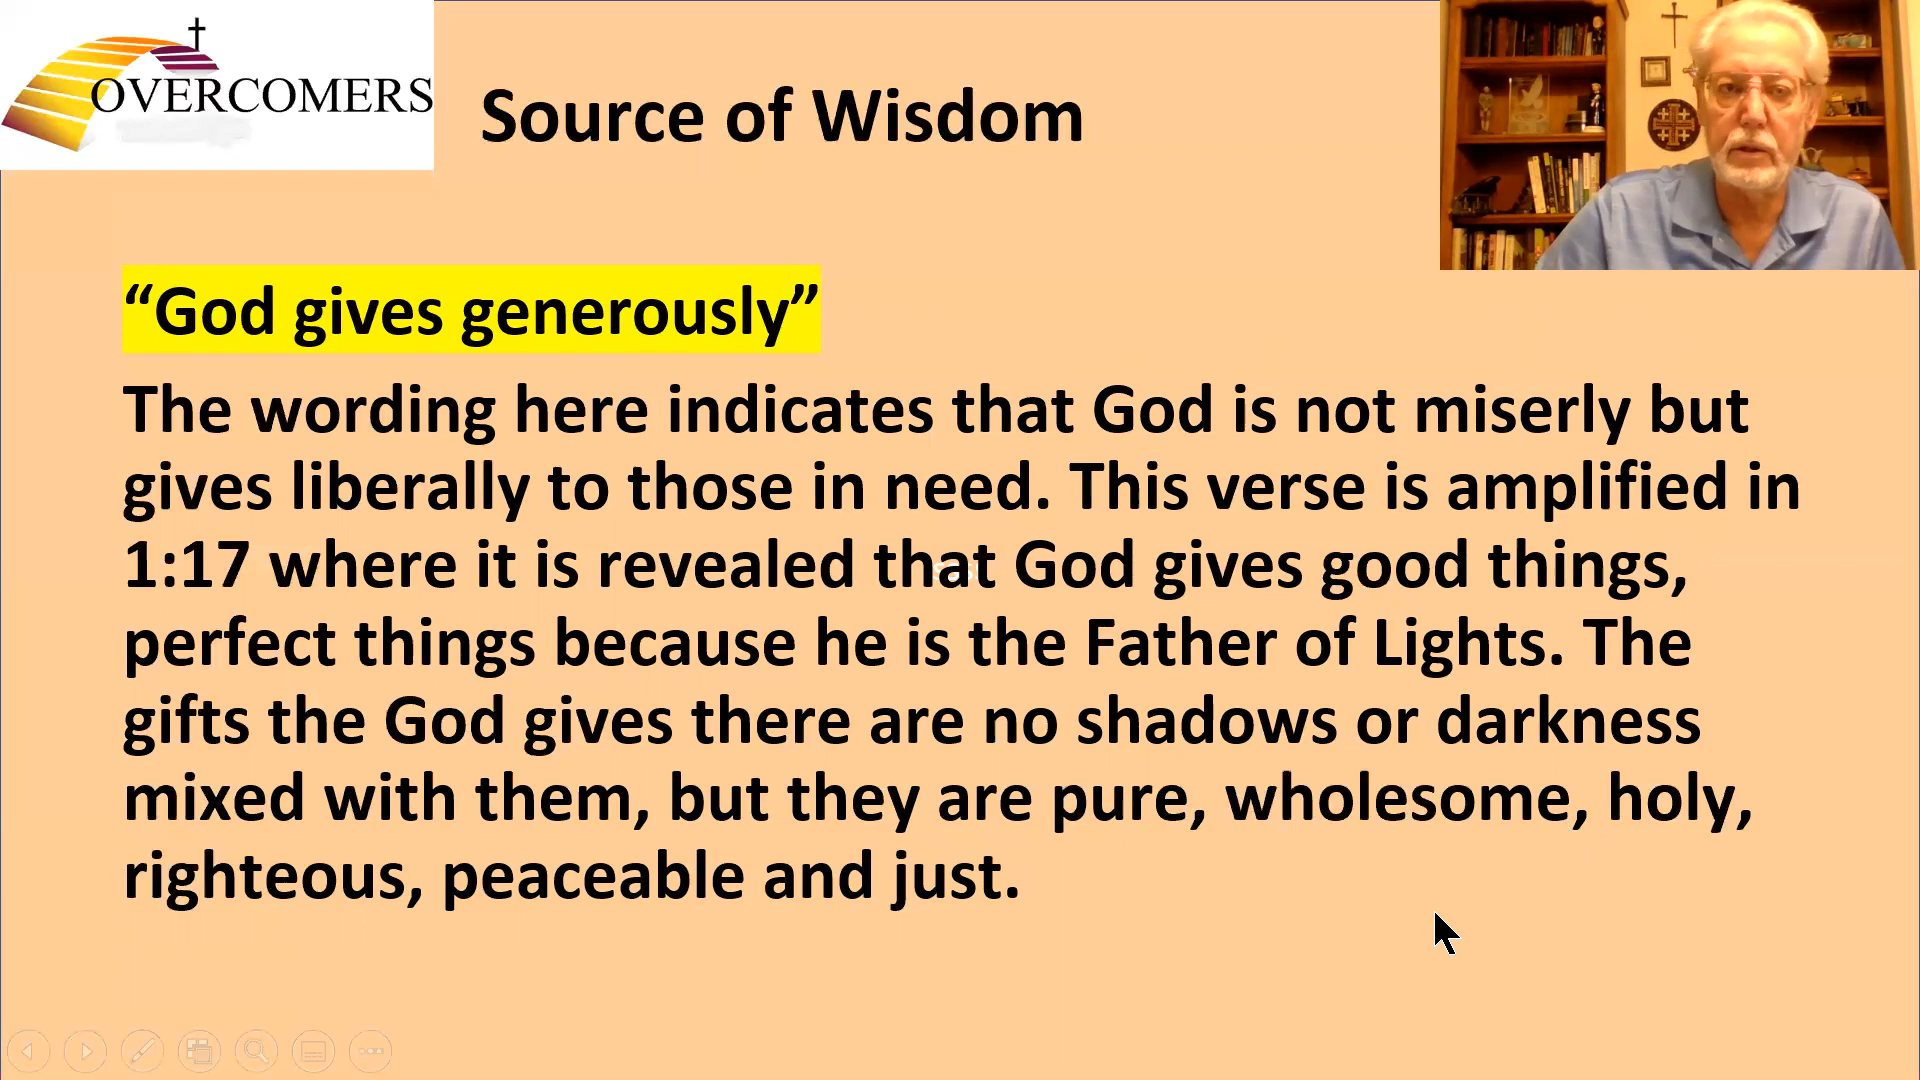 OVERCOMERS
Source of Wisdom
“God gives generously”
The wording here indicates that God is not miserly but
gives liberally to those in need. This verse is amplified in
1:17 where it is revealed that God gives good things,
perfect things because he is the Father of Lights. The
gifts the God gives there are no shadows or darkness
mixed with them, but they are pure, wholesome, holy,
righteous, peaceable and just.